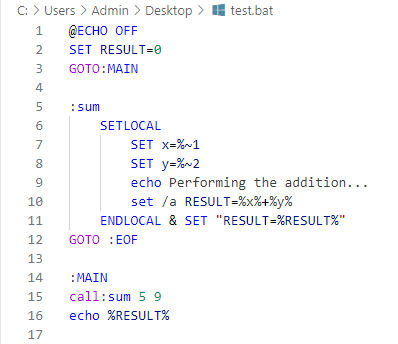 C: > Users > Admin > Desktop > test.bat
1 @ECHO OFF
2 SET RESULT=0
3 GOTO:MAIN
4
5 :sum
6 SETLOCAL
7 SET x=%~1
8 SET y=%~2
9 echo Performing the addition...
10 set /a RESULT=%x%+%y%
11 ENDLOCAL & SET "RESULT=%RESULT%"
12 GOTO :EOF
13
14 :MAIN
15 call:sum 5 9
16 echo %RESULT%
17